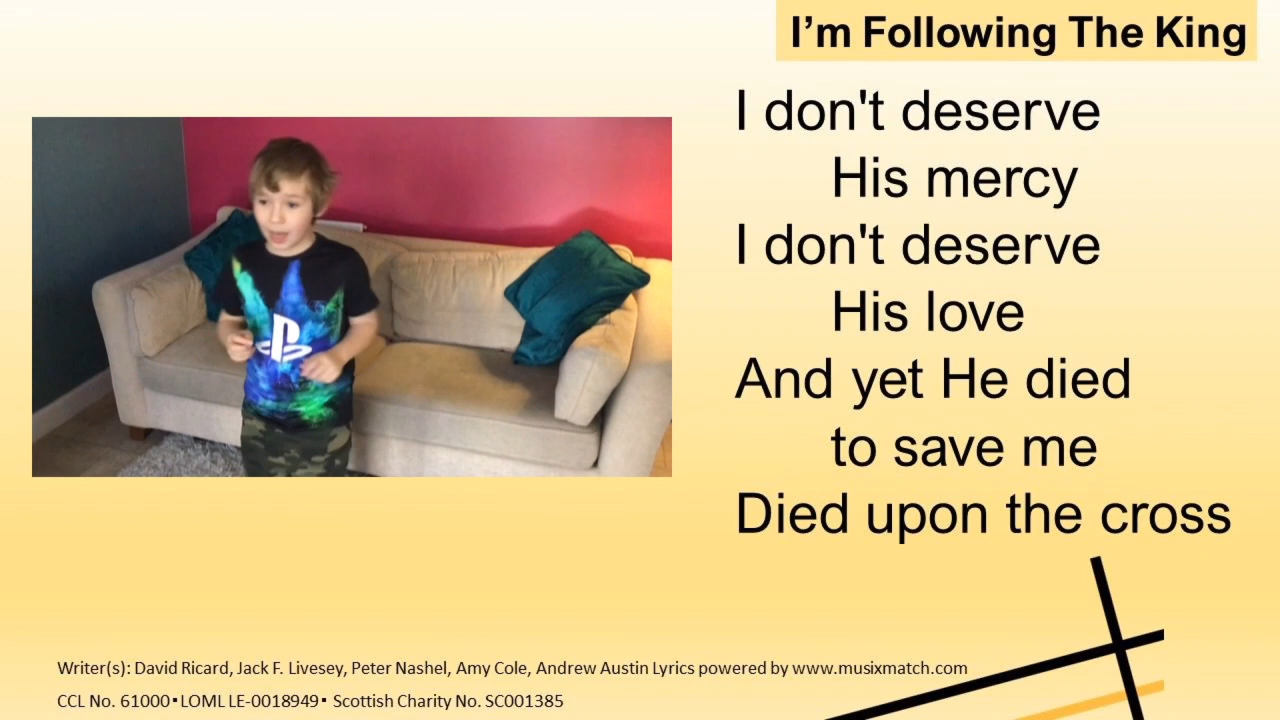 I’m Following The King
I don't deserve
His mercy
I don't deserve
His love
And yet He died
to save me
Died upon the cross
Writer(s): David Ricard, Jack F. Livesey, Peter Nashel, Amy Cole, Andrew Austin Lyrics powered by www.musixmatch.com
CCL No. 61000▪LOML LE-0018949▪ Scottish Charity No. SC001385